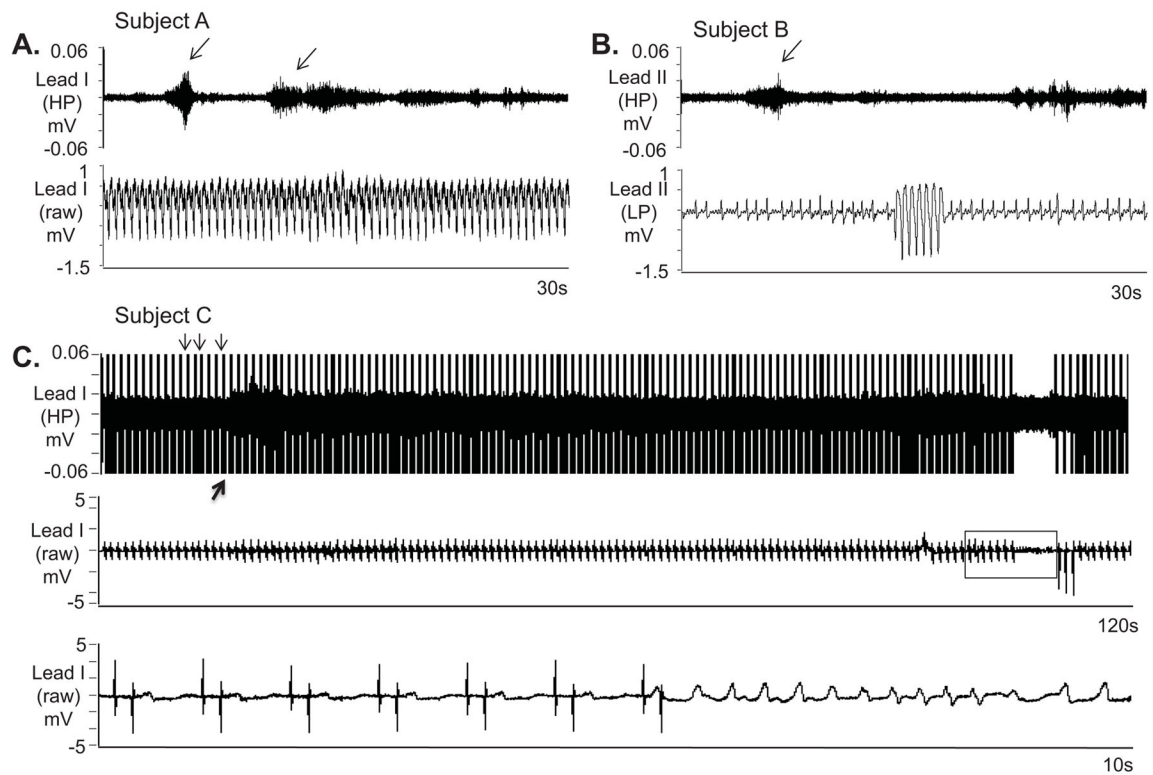 Subject A
A.
0.06
Lead I
(HP)
mV
-0.06
1
Lead I
(raw)
mV
-1.5
30s
Subject B
B.
0.06
Lead II
(HP)
mV
-0.06
1
Lead II
(LP)
mV
-1.5
30s
Subject C
C.
0.06
Lead I
(HP)
mV
-0.06
5
Lead I
(raw)
mV
-5
120s
5
Lead I
(raw)
mV
-5
10s